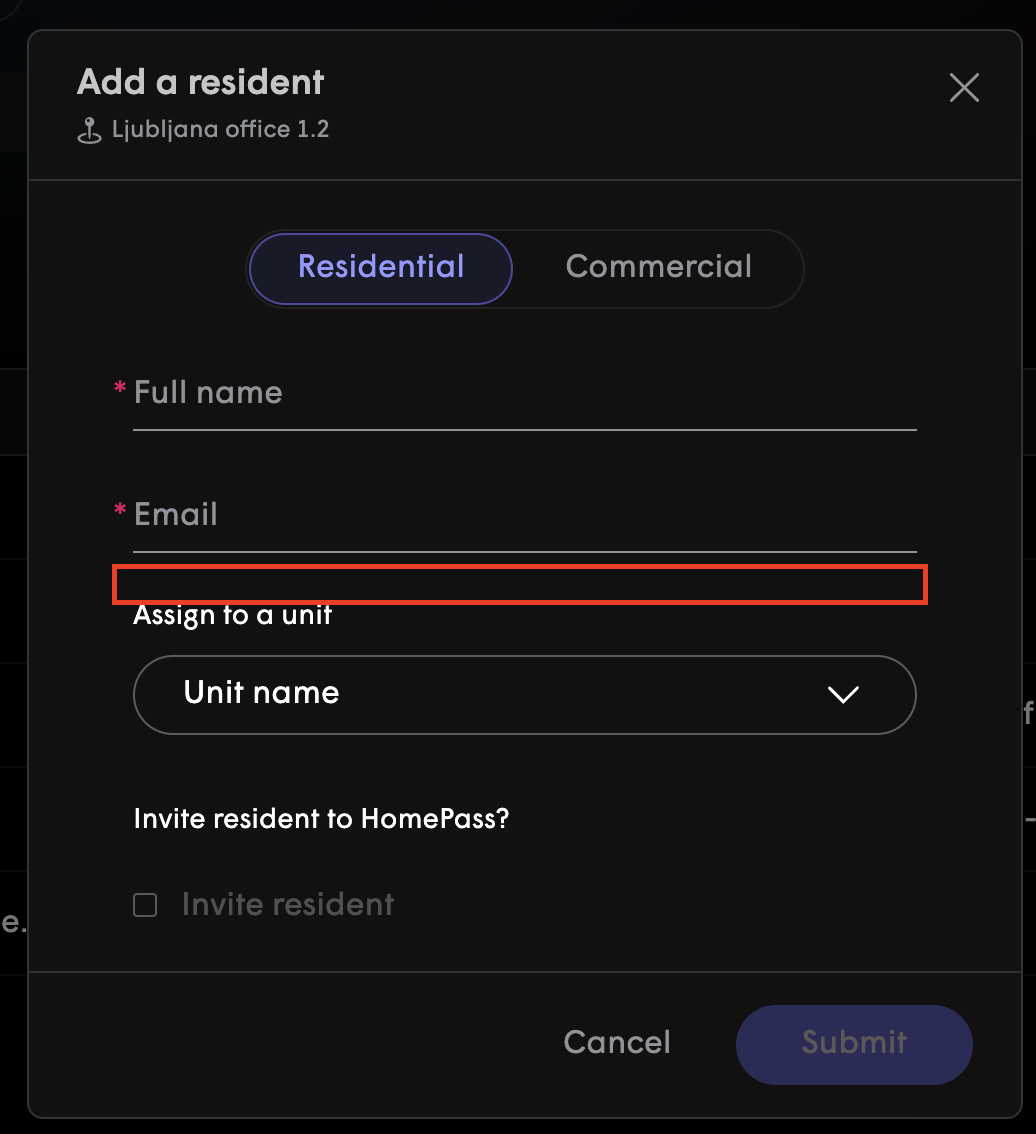 Add a resident
Ljubljana office 1.2
Residential
Commercial
* Full name
* Email
Assign to a unit
Unit name
f
Invite resident to HomePass?
-
Invite resident
e.
Cancel
Submit